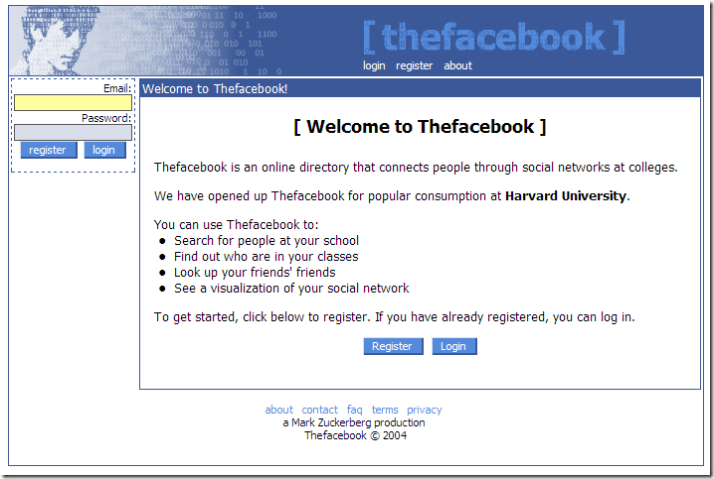 [ thefacebook ]
login register about
Email:
Password:
register login
Welcome to Thefacebook!
[ Welcome to Thefacebook ]
Thefacebook is an online directory that connects people through social networks at colleges.
We have opened up Thefacebook for popular consumption at Harvard University.
You can use Thefacebook to:
• Search for people at your school
• Find out who are in your classes
• Look up your friends' friends
• See a visualization of your social network
To get started, click below to register. If you have already registered, you can log in.
Register Login
about contact faq terms privacy
a Mark Zuckerberg production
Thefacebook © 2004